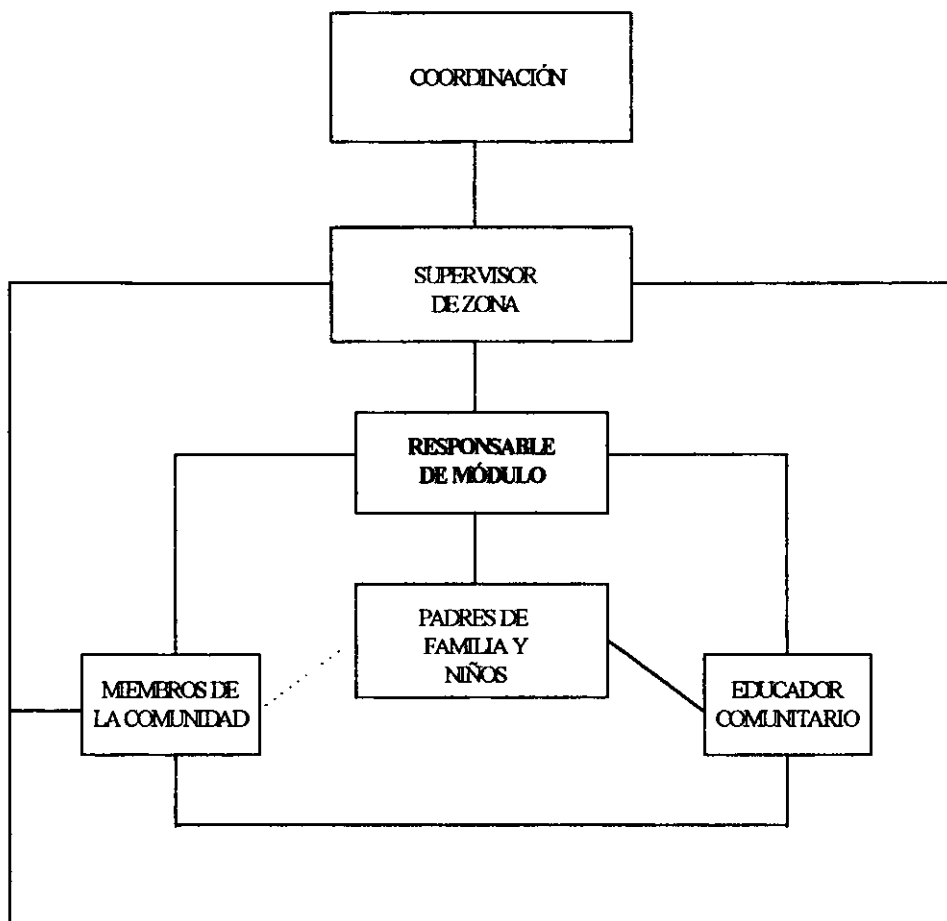 COORDINACIÓN
SUPERVISOR
DE ZONA
RESPONSABLE
DE MÓDULO
PADRES DE
FAMILIA Y
NIÑOS
MIEMBROS DE
LA COMUNIDAD
EDUCADOR
COMUNITARIO